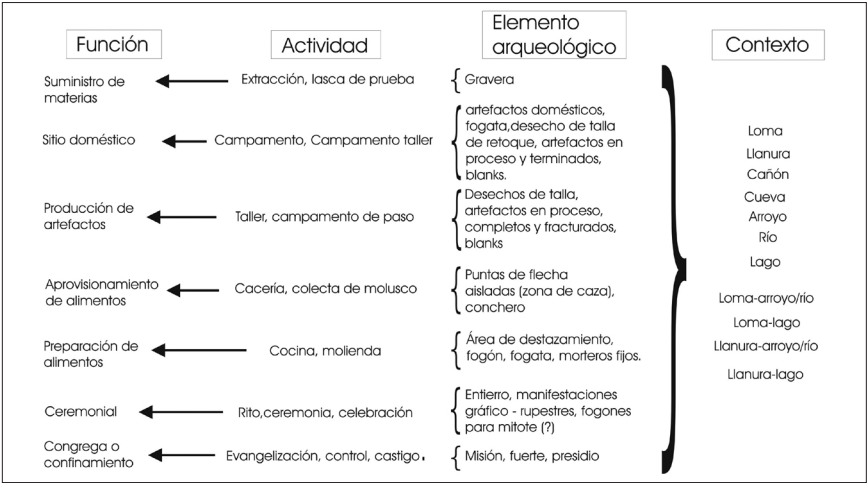 Función
Actividad
Elemento
arqueológico
Contexto
Suministro de
materias
Extracción, lasca de prueba
Gravera
Sitio doméstico
Campamento, Campamento taller
artefactos domésticos,
fogata,desecho de talla
de retoque, artefactos en
proceso y terminados,
blanks.
Producción de
artefactos
Taller, campamento de paso
Desechos de talla,
artefactos en proceso,
completos y fracturados,
blanks
Aprovisionamiento
de alimentos
Cacería, colecta de molusco
Puntas de flecha
aisladas (zona de caza),
conchero
Preparación de
alimentos
Cocina, molienda
Área de destazamiento,
fogón, fogata, morteros fijos.
Ceremonial
Rito,ceremonia, celebración
Entierro, manifestaciones
gráfico - rupestres, fogones
para mitote (?)
Congrega o
confinamiento
Evangelización, control, castigo.
Misión, fuerte, presidio
Loma
Llanura
Cañón
Cueva
Arroyo
Río
Lago
Loma-arroyo/río
Loma-lago
Llanura-arroyo/río
Llanura-lago